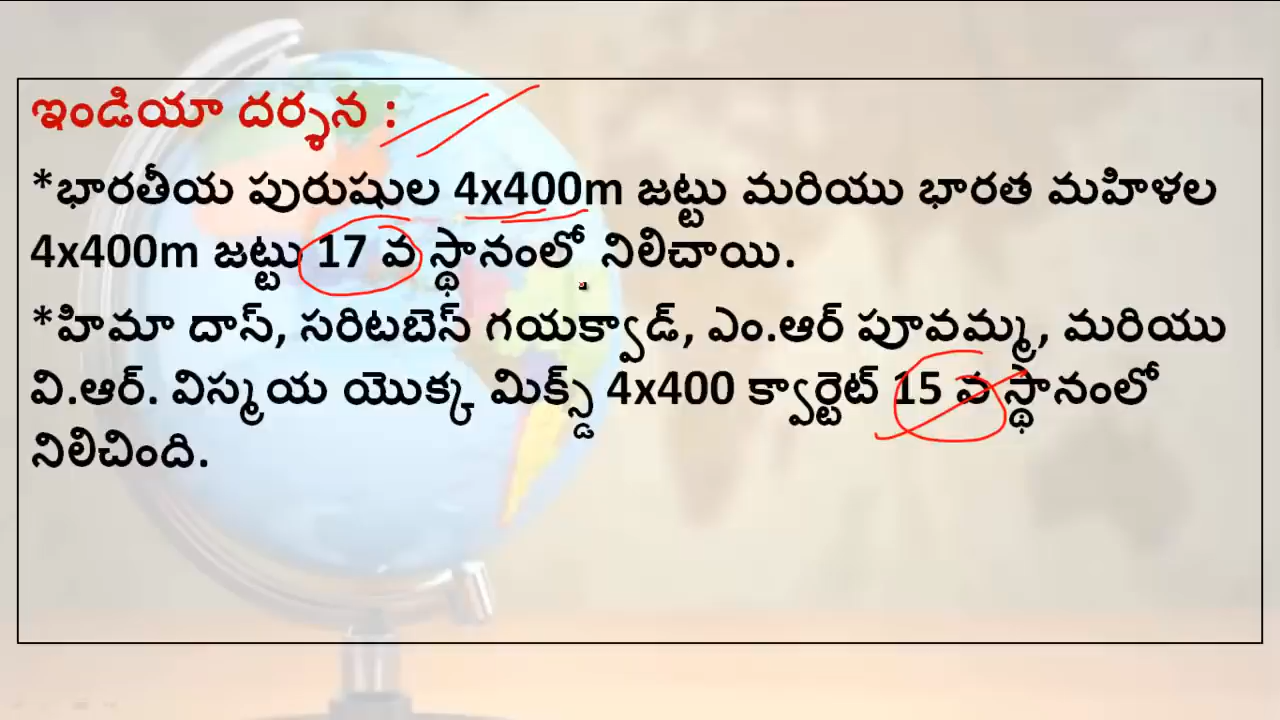 ఇండియా దర్శన :
*భారతీయ పురుషుల 4x400m జట్టు మరియు భారత మహిళల
4x400m జట్టు 17 వ స్థానంలో నిలిచాయి.
*హిమా దాస్, సరిటబెన్ గయక్వాడ్, ఎం.ఆర్ పూవమ్మ, మరియు
వి.ఆర్. విస్మయ యొక్క మిక్స్డ్ 4x400 క్వార్టెట్ 15 వ స్థానంలో
నిలిచింది.